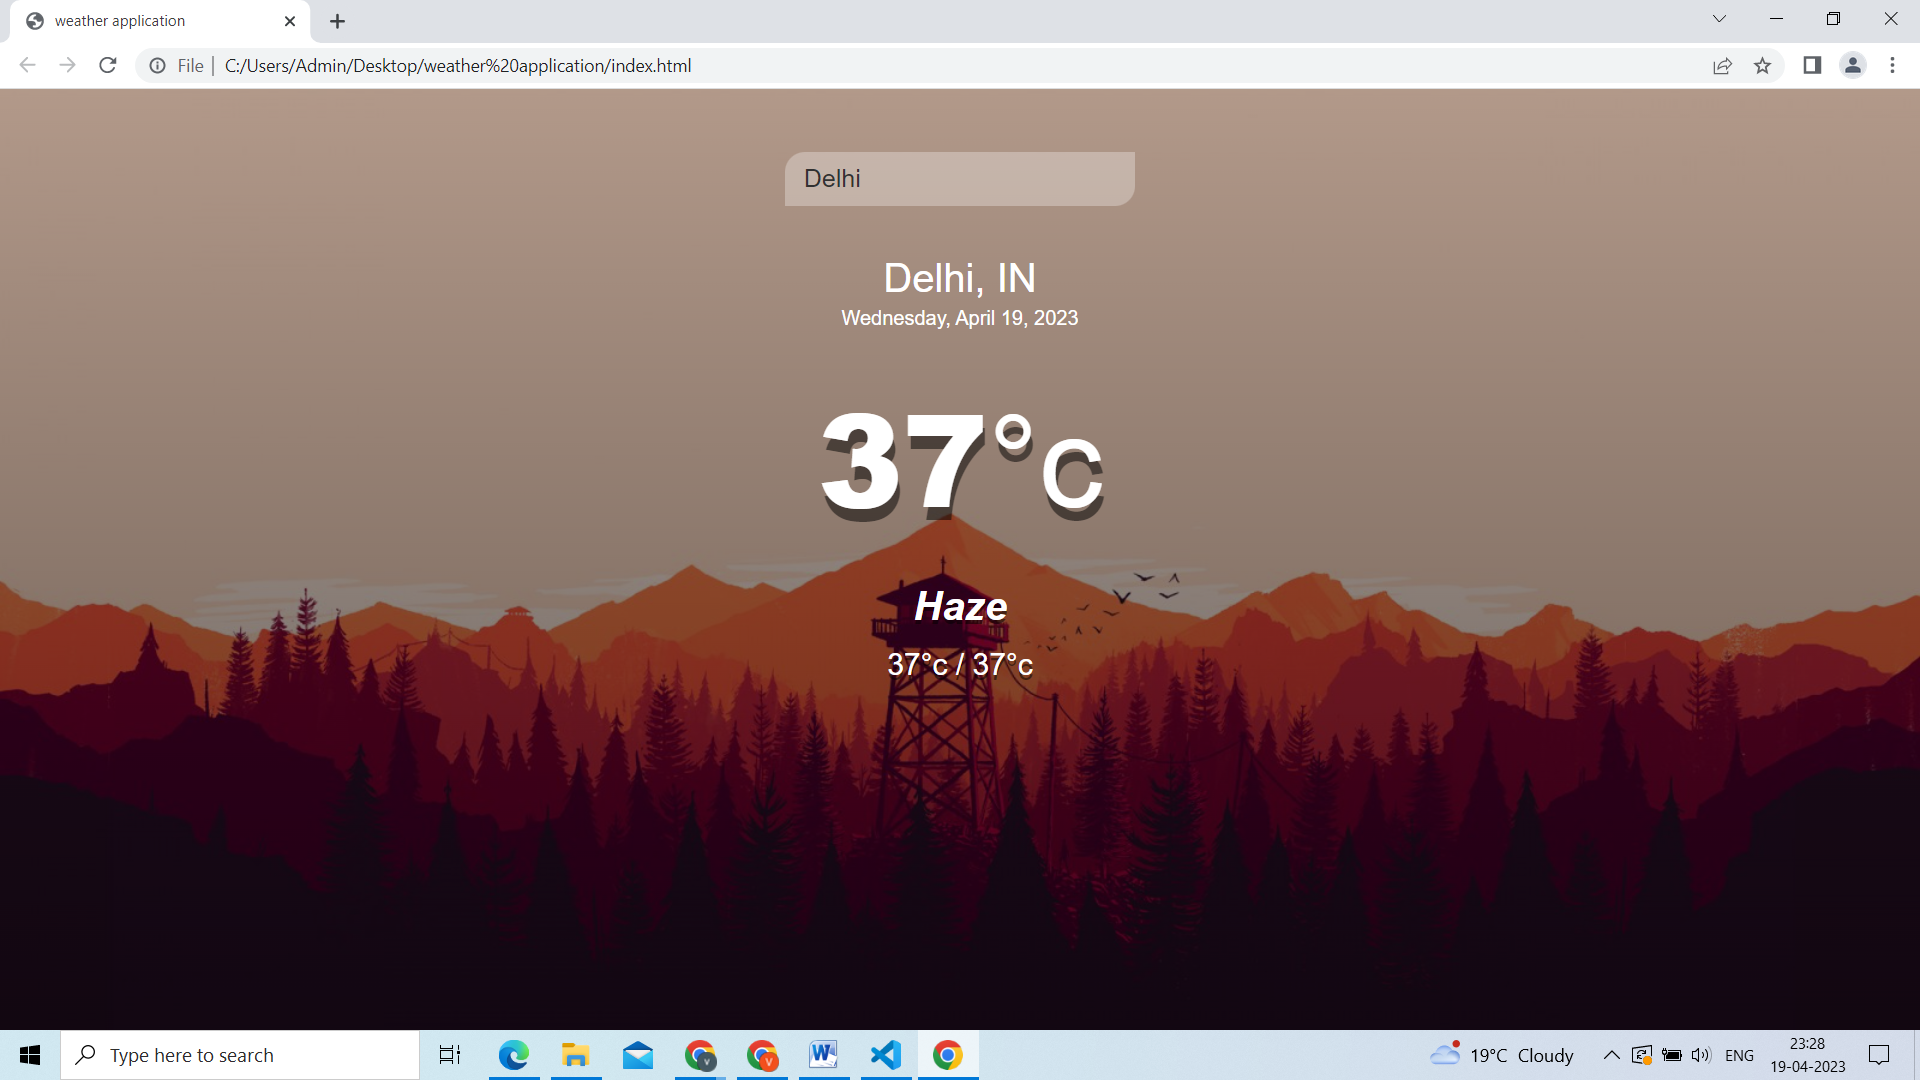 weather application
File
C:/Users/Admin/Desktop/weather%20application/index.html
Delhi
Delhi, IN
Wednesday, April 19, 2023
37°c
Haze
37°c / 37°c
Type here to search
V
V
W
19°C Cloudy
ENG
23:28
19-04-2023